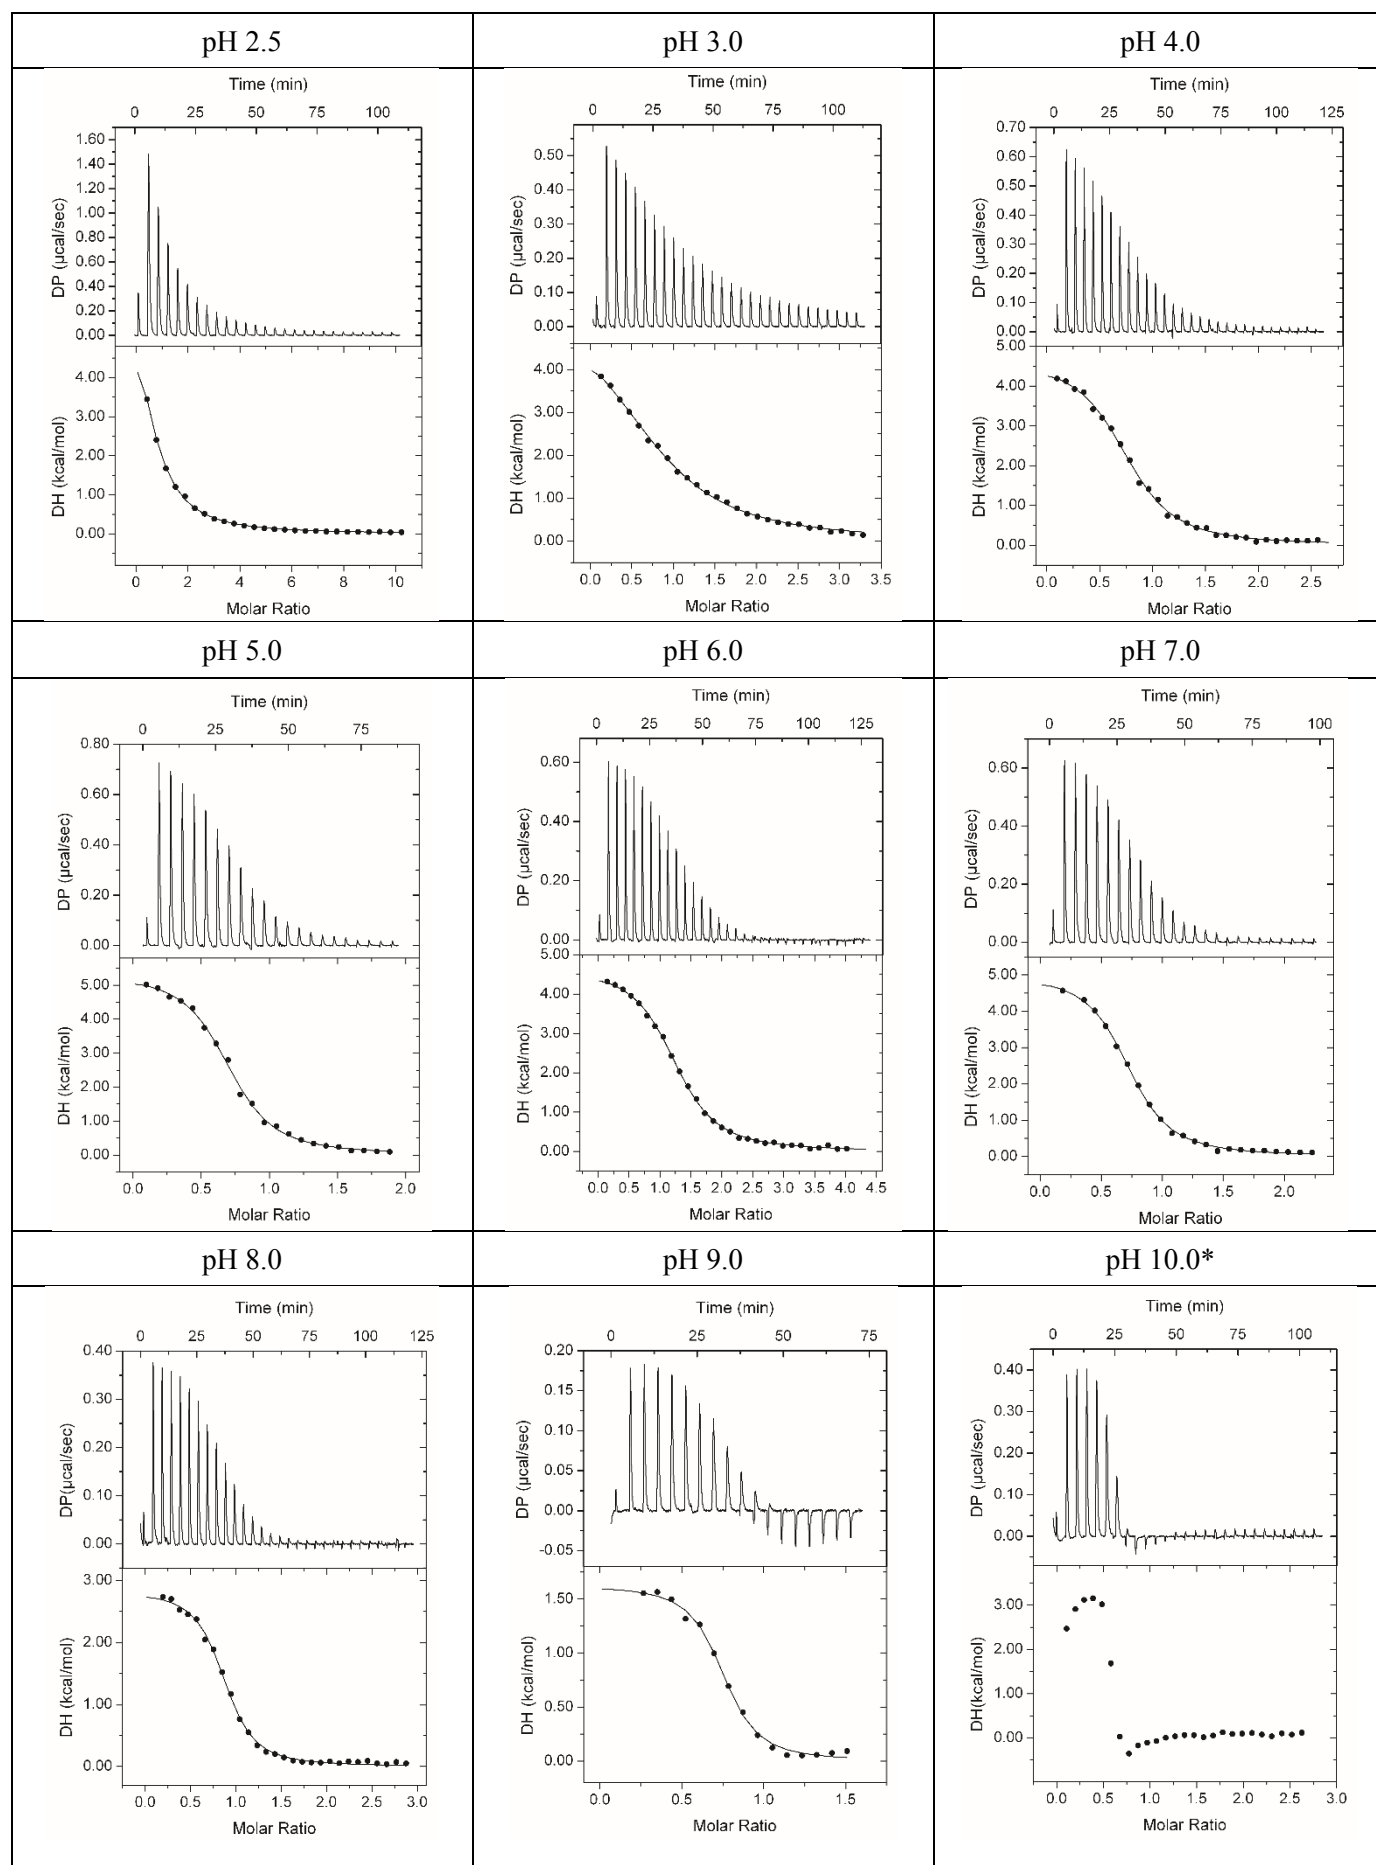 pH 2.5
pH 3.0
pH 4.0
Time (min)
0 25 50 75 100
1.60
1.40
1.20
1.00
0.80
0.60
0.40
0.20
0.00
DP (µcal/sec)
4.00
3.00
2.00
1.00
0.00
DH (kcal/mol)
0 2 4 6 8 10
Molar Ratio
Time (min)
0 25 50 75 100
0.50
0.40
0.30
0.20
0.10
0.00
DP (µcal/sec)
4.00
3.00
2.00
1.00
0.00
DH (kcal/mol)
0.0 0.5 1.0 1.5 2.0 2.5 3.0 3.5
Molar Ratio
Time (min)
0 25 50 75 100 125
0.70
0.60
0.50
0.40
0.30
0.20
0.10
0.00
DP (µcal/sec)
5.00
4.00
3.00
2.00
1.00
0.00
DH (kcal/mol)
0.0 0.5 1.0 1.5 2.0 2.5
Molar Ratio
pH 5.0
pH 6.0
pH 7.0
Time (min)
0 25 50 75
0.80
0.60
0.40
0.20
0.00
DP (µcal/sec)
5.00
4.00
3.00
2.00
1.00
0.00
DH (kcal/mol)
0.0 0.5 1.0 1.5 2.0
Molar Ratio
Time (min)
0 25 50 75 100 125
0.60
0.40
0.20
0.00
DP (µcal/sec)
5.00
4.00
3.00
2.00
1.00
0.00
DH (kcal/mol)
0.0 0.5 1.0 1.5 2.0 2.5 3.0 3.5 4.0 4.5
Molar Ratio
Time (min)
0 25 50 75 100
0.60
0.40
0.20
0.00
DP (µcal/sec)
5.00
4.00
3.00
2.00
1.00
0.00
DH (kcal/mol)
0.0 0.5 1.0 1.5 2.0
Molar Ratio
pH 8.0
pH 9.0
pH 10.0*
Time (min)
0 25 50 75 100 125
0.40
0.30
0.20
0.10
0.00
DP(µcal/sec)
3.00
2.00
1.00
0.00
DH (kcal/mol)
0.0 0.5 1.0 1.5 2.0 2.5 3.0
Molar Ratio
Time (min)
0 25 50 75
0.20
0.15
0.10
0.05
0.00
-0.05
DP (µcal/sec)
1.50
1.00
0.50
0.00
DH (kcal/mol)
0.0 0.5 1.0 1.5
Molar Ratio
Time (min)
0 25 50 75 100
0.40
0.30
0.20
0.10
0.00
DP (µcal/sec)
3.00
2.00
1.00
0.00
DH(kcal/mol)
0.0 0.5 1.0 1.5 2.0 2.5 3.0
Molar Ratio